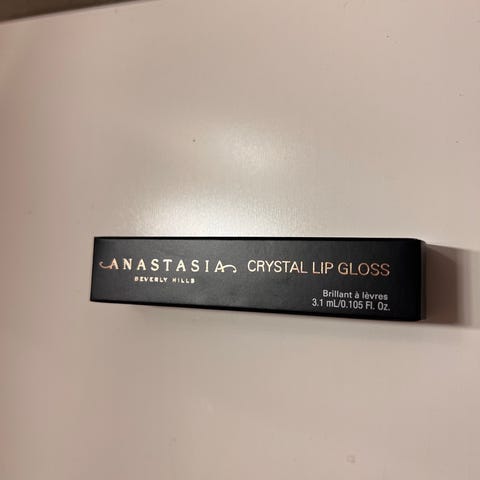 ANASTASIA CRYSTAL LIP GLOSS
BEVERLY HILLS
Brillant à lèvres
3.1 mL/0.105 Fl. Oz.